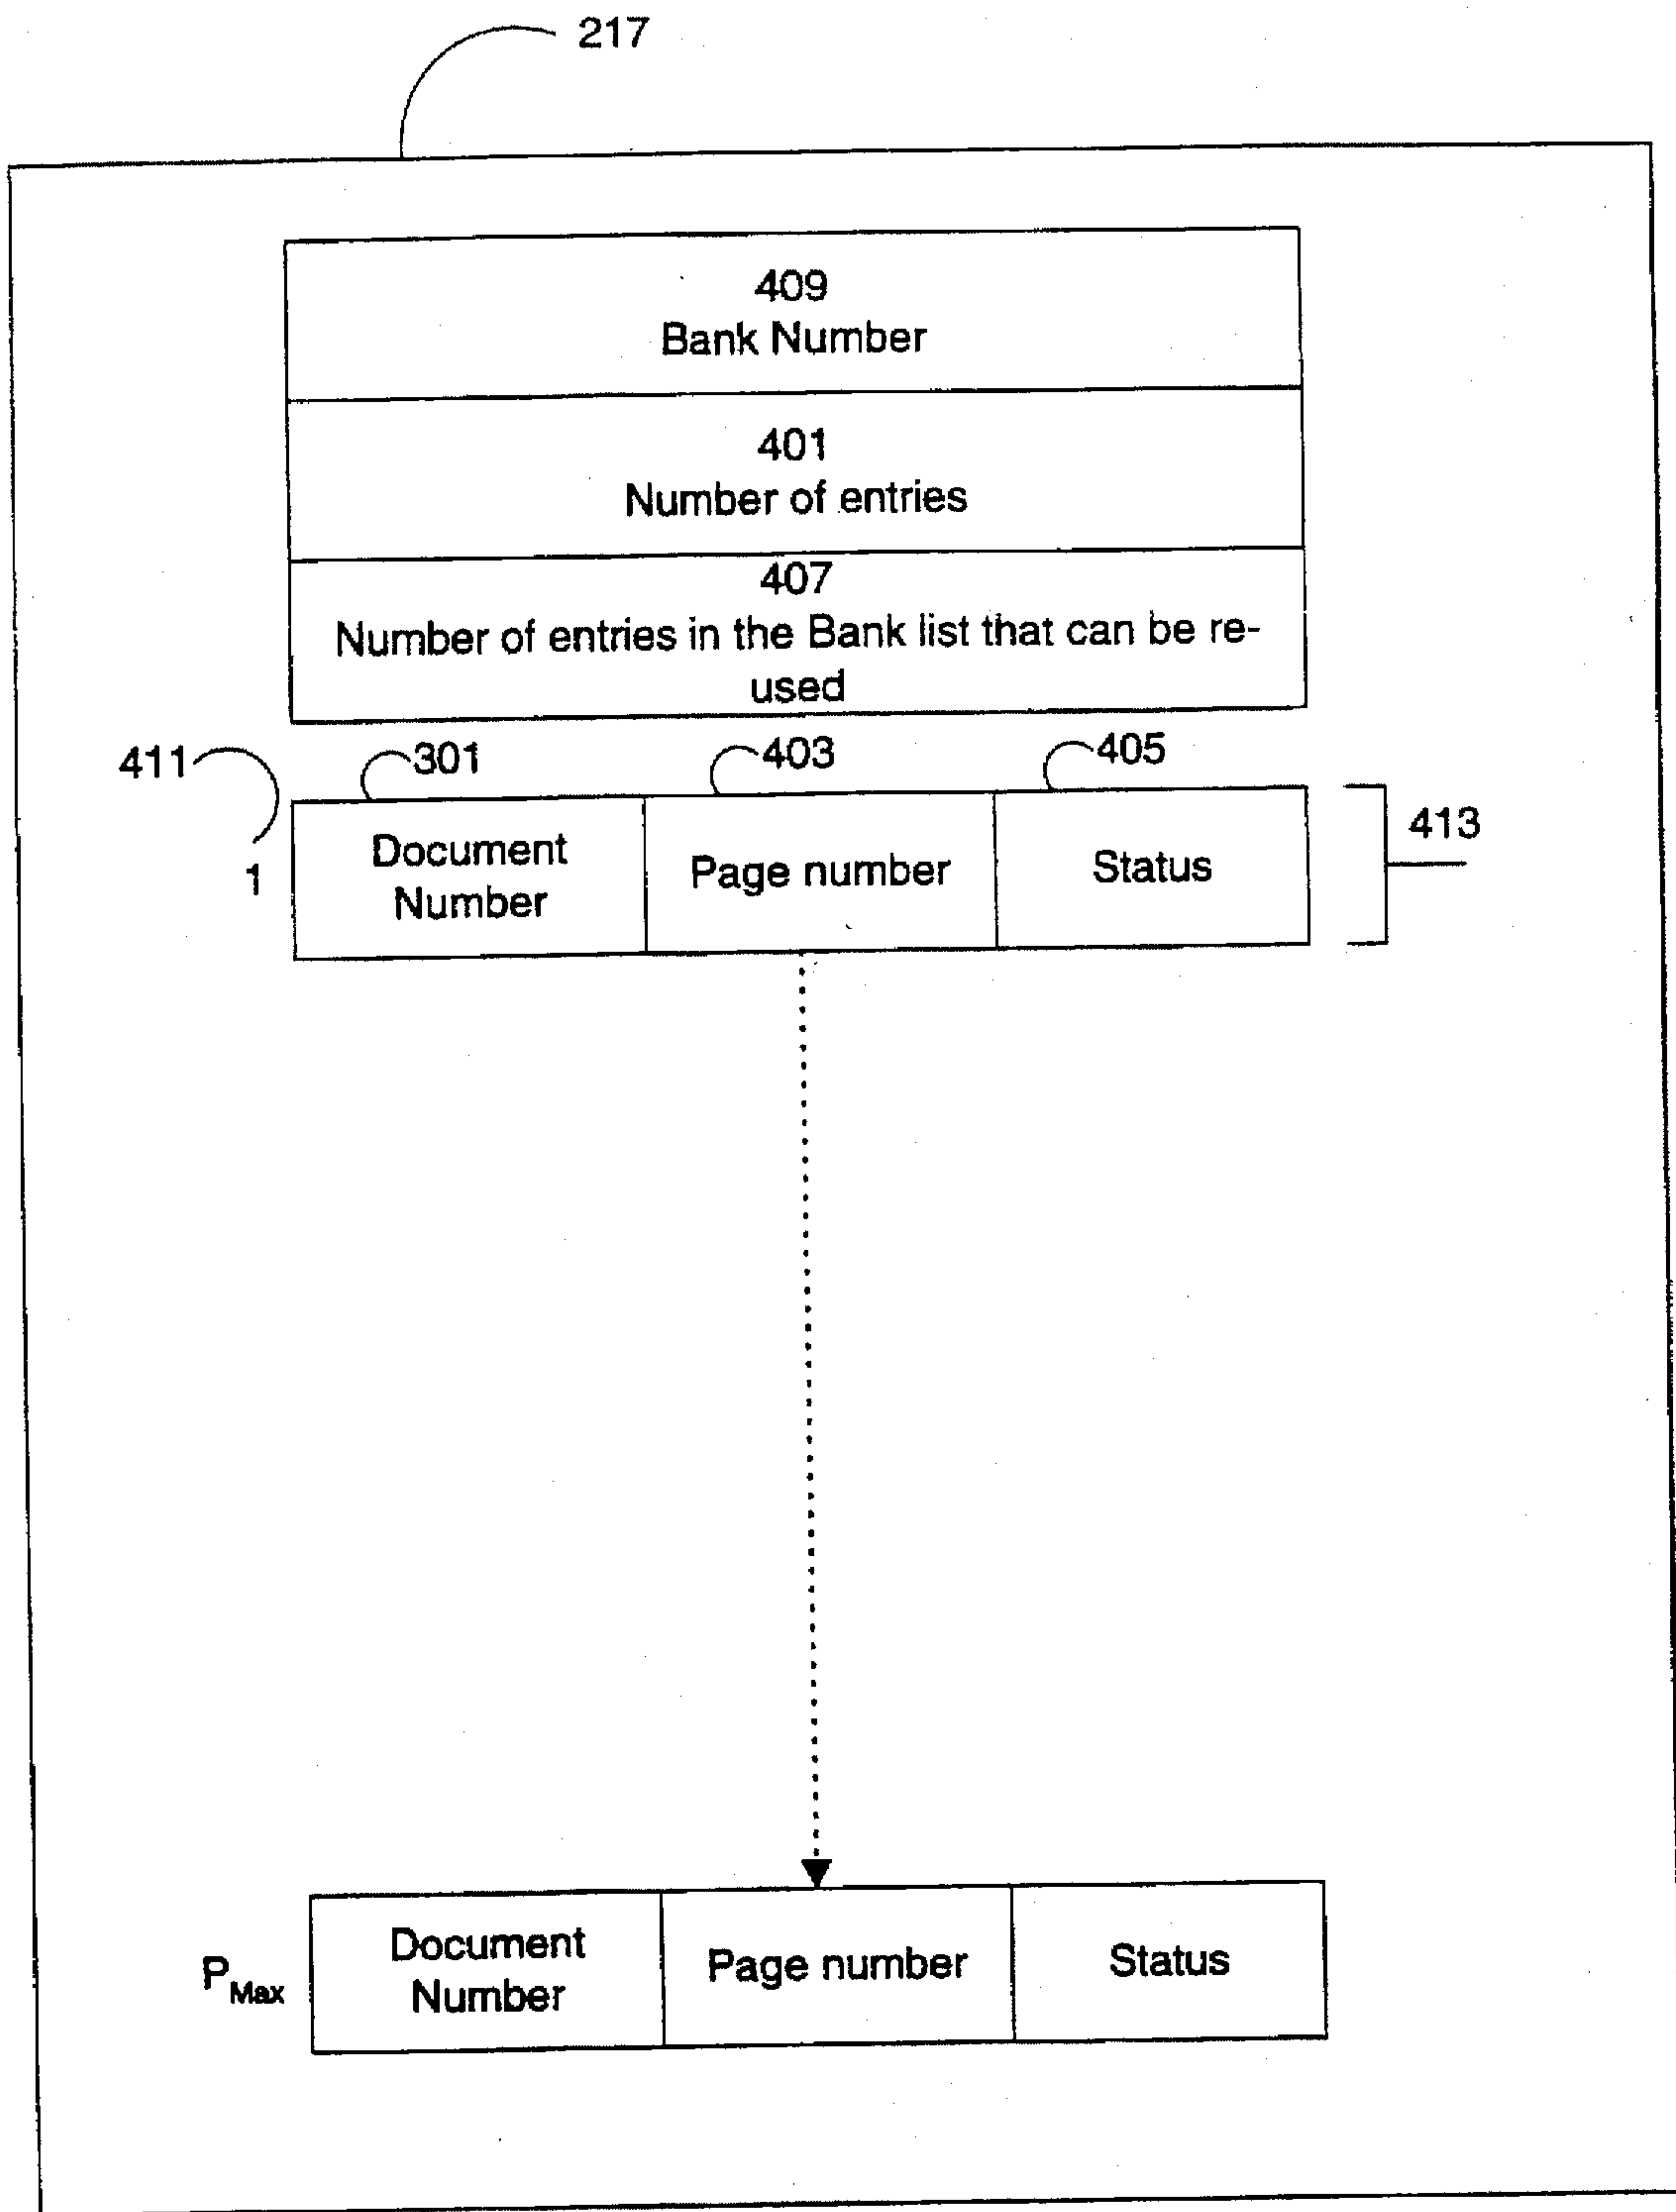 217
409
Bank Number
401
Number of entries
407
Number of entries in the Bank list that can be re-
used
411 301 403 405
413
1 Document Number Page number Status
P_Max Document Number Page number Status